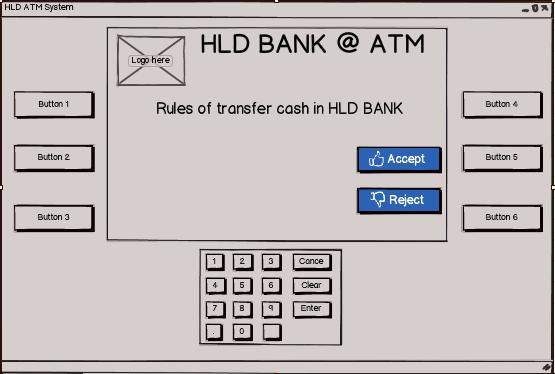 HLD ATM System
HLD BANK @ ATM
Logo here
Rules of transfer cash in HLD BANK
Button 1
Button 4
Accept
Button 2
Button 5
Reject
Button 3
Button 6
1 2 3 Cance
4 5 6 Clear
7 8 9 Enter
. 0